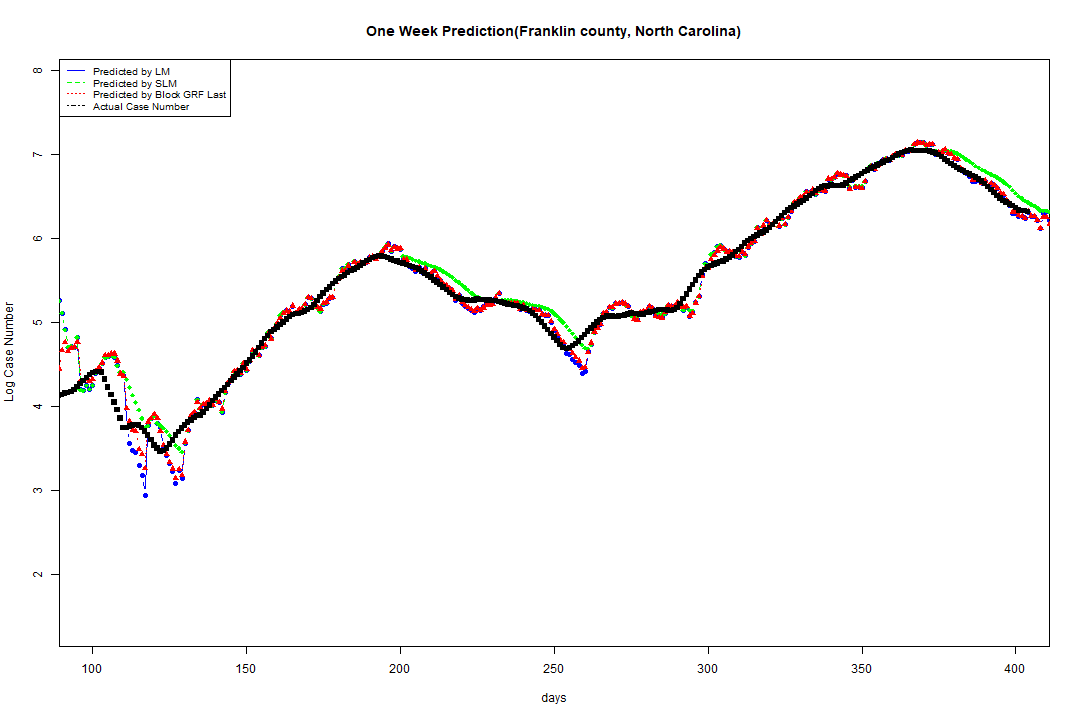 One Week Prediction(Franklin county, North Carolina)
Predicted by LM
Predicted by SLM
Predicted by Block GRF Last
Actual Case Number
8
7
6
5
4
3
2
Log Case Number
100 150 200 250 300 350 400
days